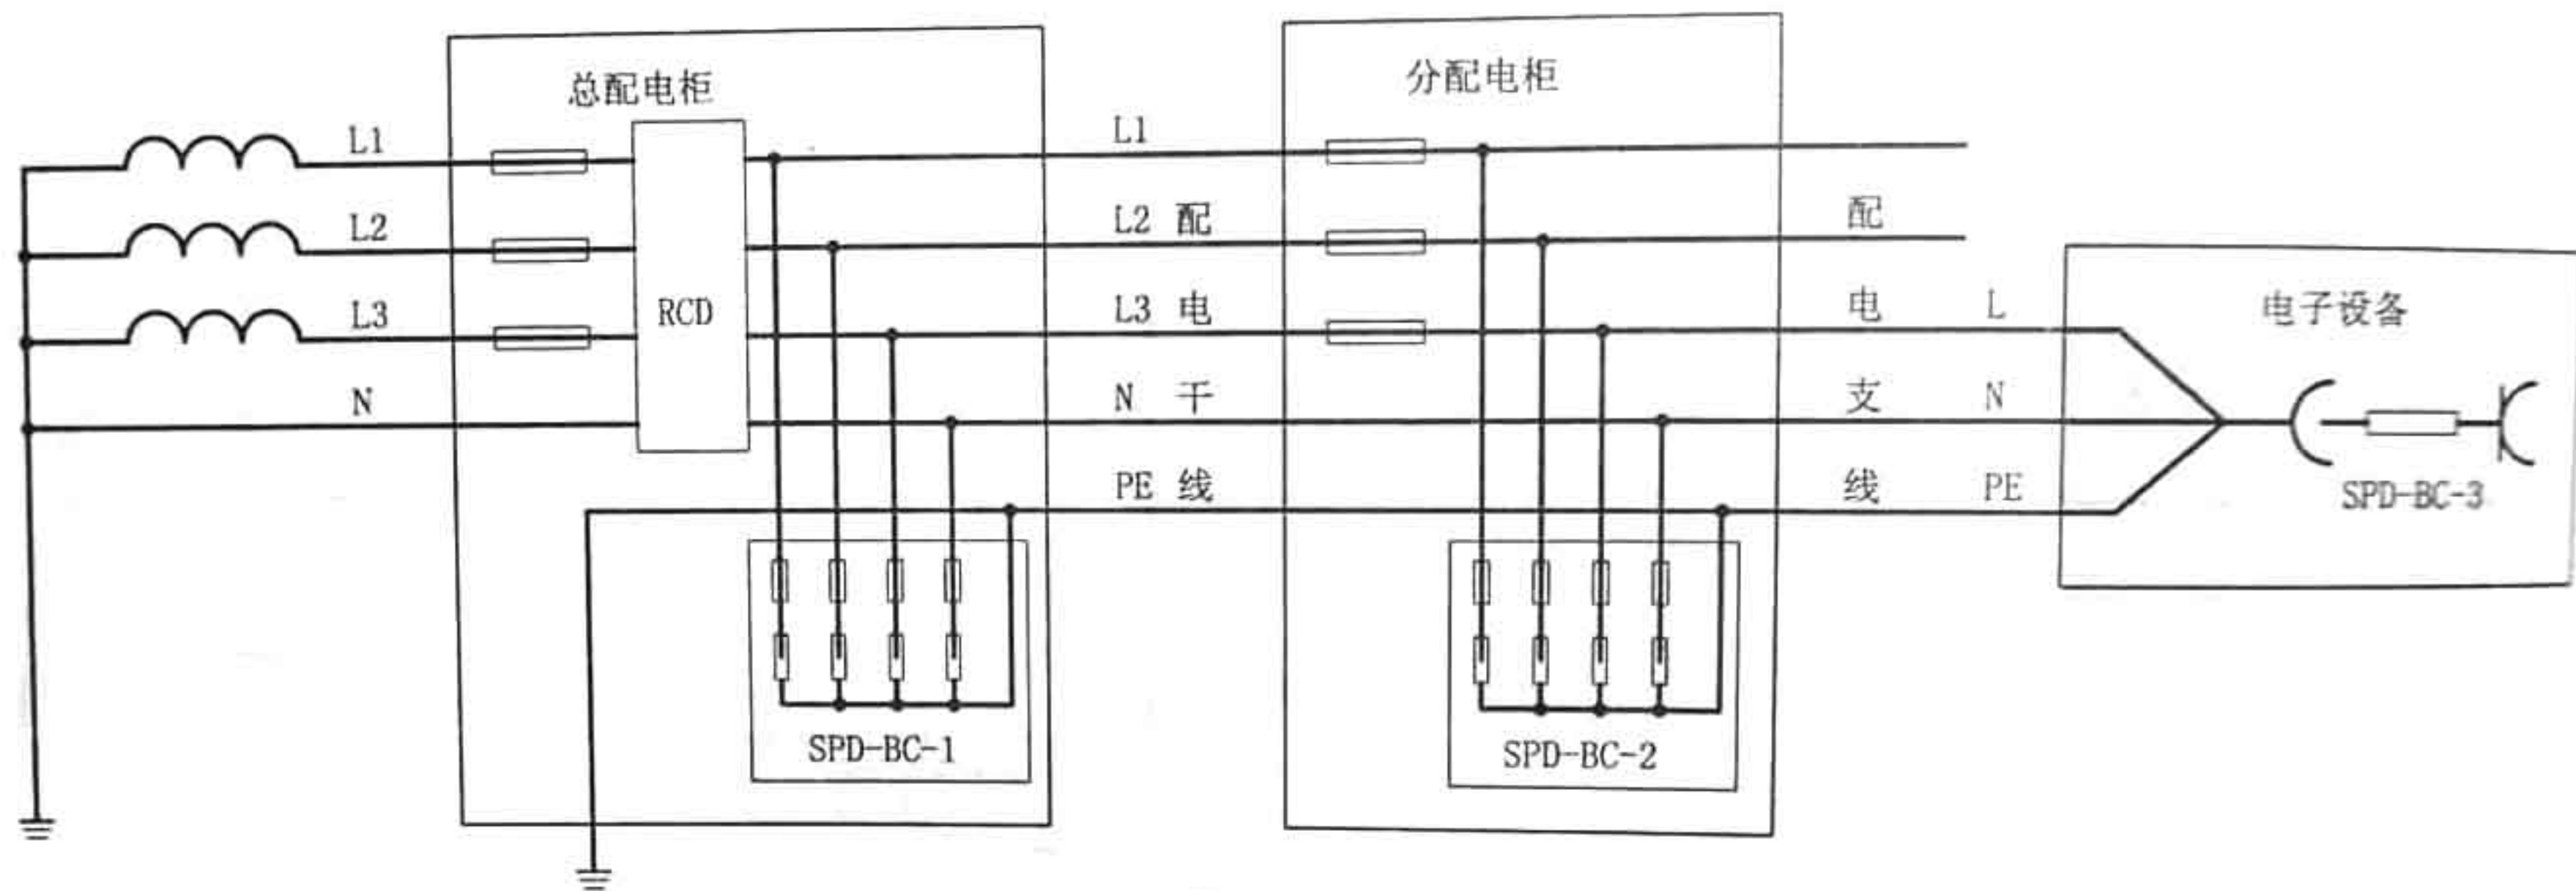 总配电柜
分配电柜
L1
L1
L2
L2 配
配
L3
RCD
L3 电
电 L
电子设备
N
N 干
支 N
PE 线
线 PE
SPD-BC-3
SPD-BC-1
SPD-BC-2